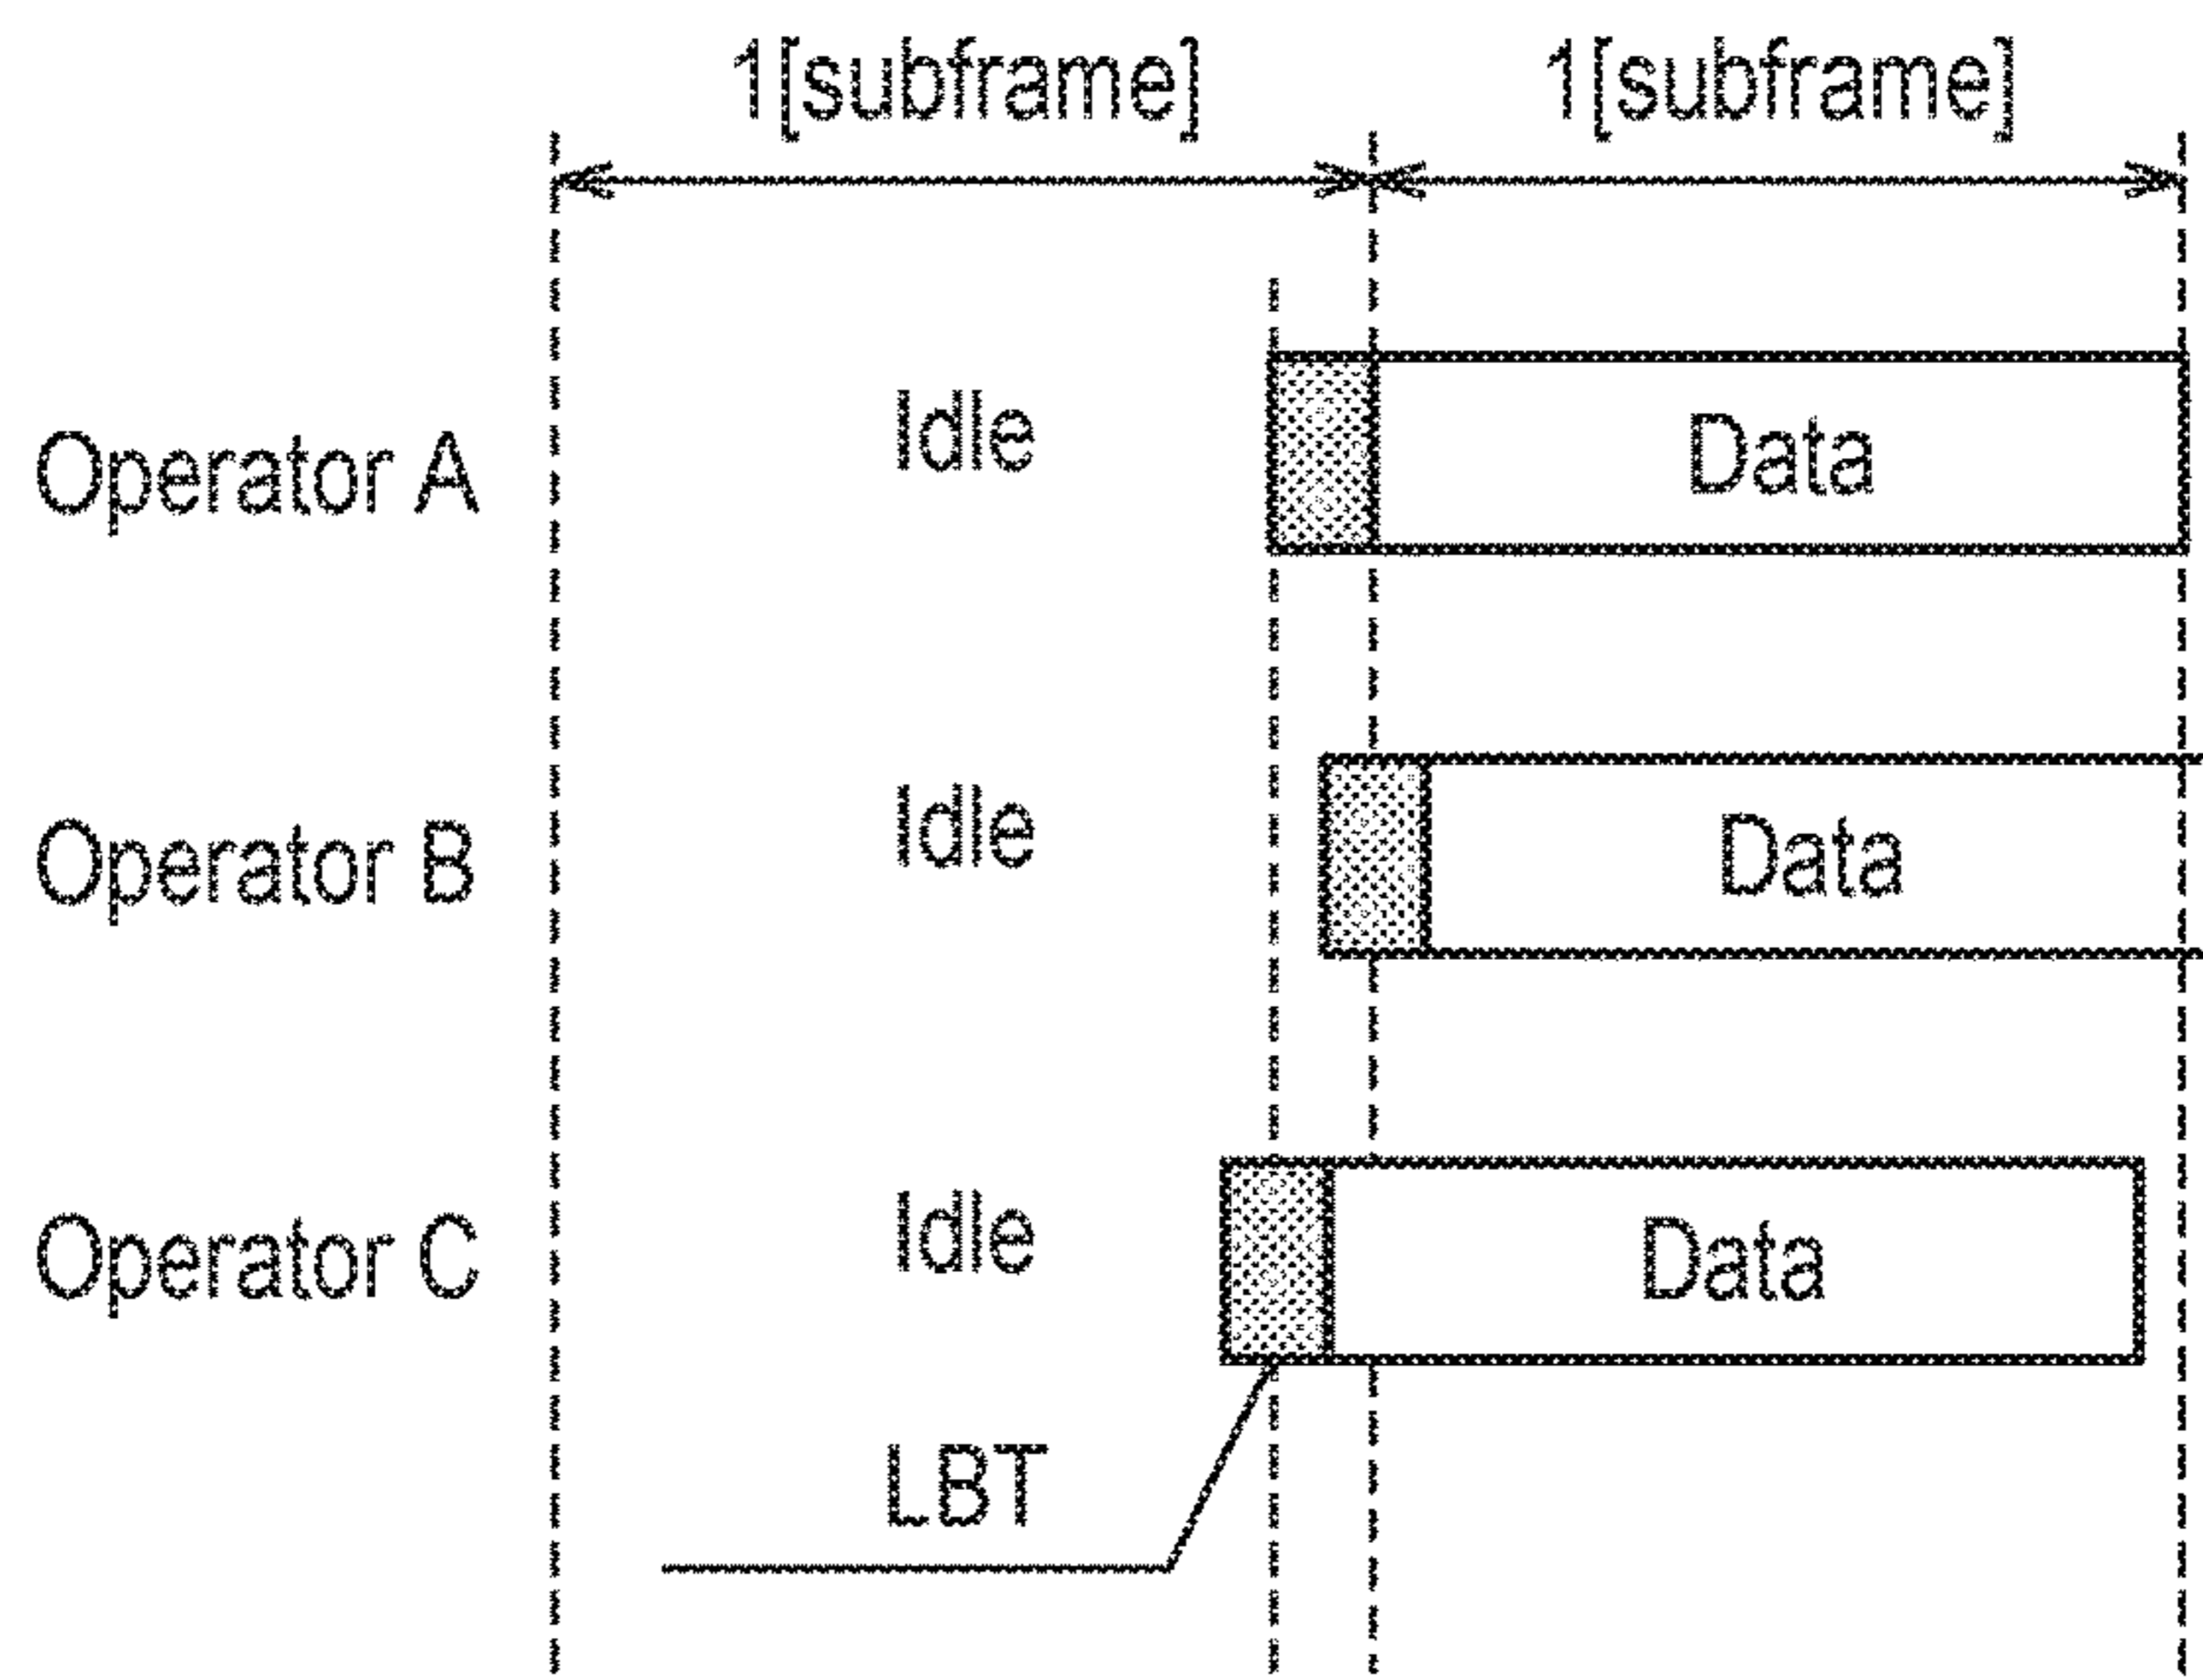 1[subframe] 1[subframe]
Operator A Idle Data
Operator B Idle Data
Operator C Idle Data
LBT